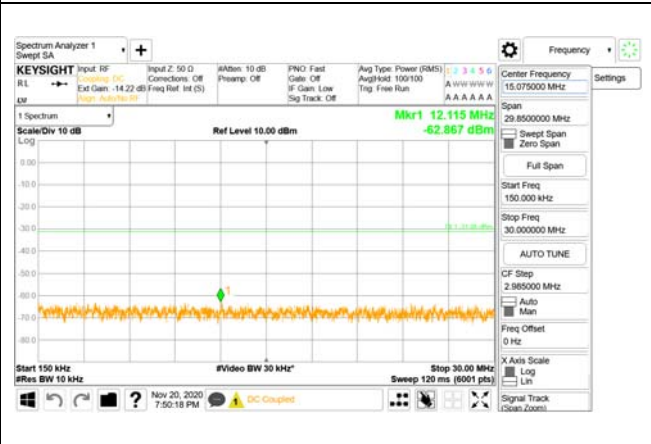 Spectrum Analyzer 1
Swept SA
+
Frequency
KEYSIGHT
Input: RF
Coupling: DC
Ext Gain: -14.22 dB
Align: Auto/No RF
Input Z: 50 Ω
Corrections: Off
Freq Ref: Int (S)
#Atten: 10 dB
Preamp: Off
PNO: Fast
Gate: Off
IF Gain: Low
Sig Track: Off
Avg Type: Power (RMS)
Avg|Hold: 100/100
Trig: Free Run
1 2 3 4 5 6
A W W W W W
A A A A A A
RL
Center Frequency
15.075000 MHz
Settings
1 Spectrum
Mkr1 12.115 MHz
Scale/Div 10 dB
Ref Level 10.00 dBm
-62.867 dBm
Log
0.00
-10.0
-20.0
-30.0
-40.0
-50.0
-60.0
-70.0
-80.0
1
Start 150 kHz
#Video BW 30 kHz*
Stop 30.00 MHz
#Res BW 10 kHz
Sweep 120 ms (6001 pts)
Span
29.8500000 MHz
Swept Span
Zero Span
Full Span
Start Freq
150.000 kHz
Stop Freq
30.000000 MHz
AUTO TUNE
CF Step
2.985000 MHz
Auto
Man
Freq Offset
0 Hz
X Axis Scale
Log
Lin
Signal Track
(Span Zoom)
?
Nov 20, 2020
7:50:18 PM
1
DC Coupled